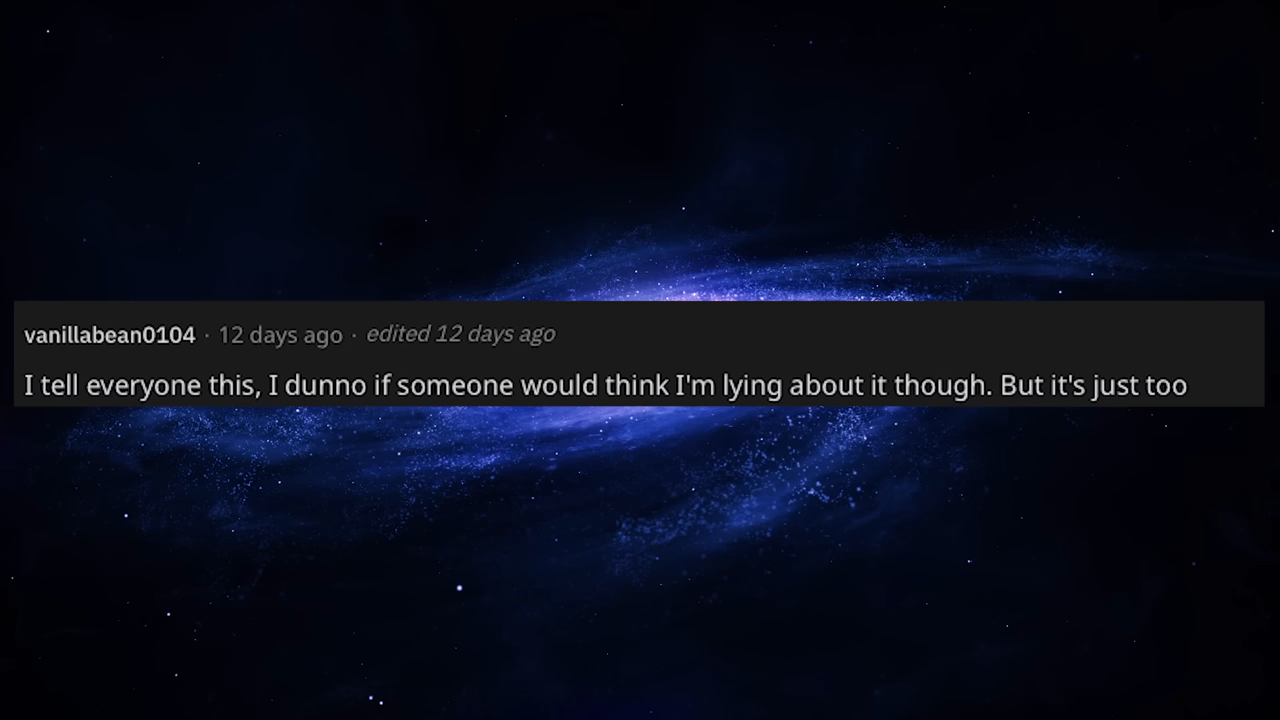 vanillabean0104 · 12 days ago · edited 12 days ago
I tell everyone this, I dunno if someone would think I'm lying about it though. But it's just too